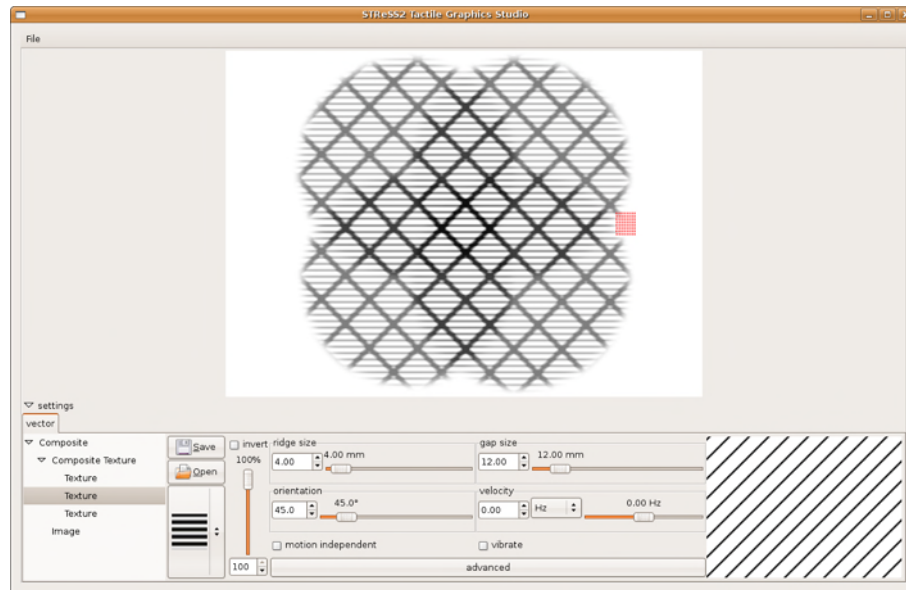 STReSS2 Tactile Graphics Studio
File
settings
vector
Composite
Composite Texture
Texture
Texture
Texture
Image
Save
Open
invert
100%
100
ridge size
4.00 4.00 mm
gap size
12.00 12.00 mm
orientation
45.0 45.0°
velocity
0.00 Hz 0.00 Hz
motion independent
vibrate
advanced